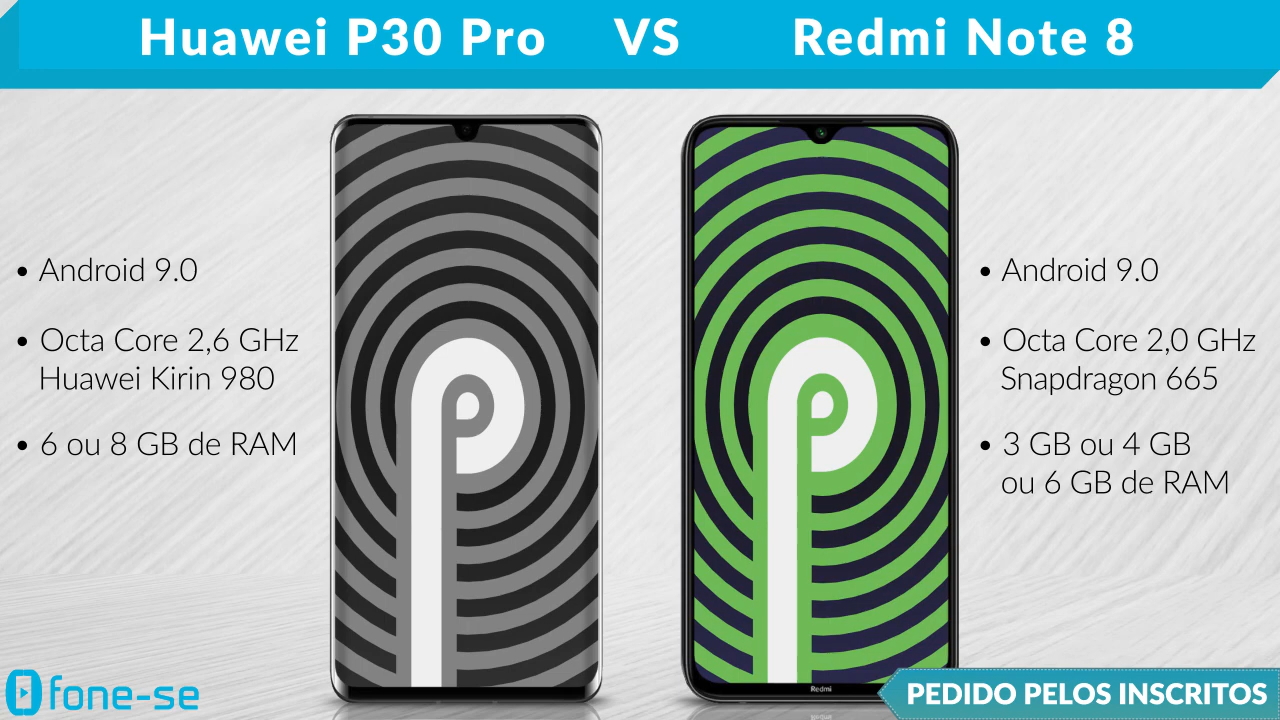 Huawei P30 Pro VS Redmi Note 8
• Android 9.0
• Octa Core 2,6 GHz
Huawei Kirin 980
• 6 ou 8 GB de RAM
• Android 9.0
• Octa Core 2,0 GHz
Snapdragon 665
• 3 GB ou 4 GB
ou 6 GB de RAM
Redmi
fone-se
PEDIDO PELOS INSCRITOS